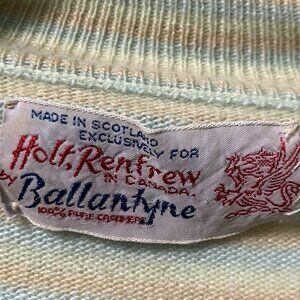 MADE IN SCOTLAND
EXCLUSIVELY FOR
Holt, Renfrew
IN CANADA.
BY Ballantyne
100% PURE CASHMERE